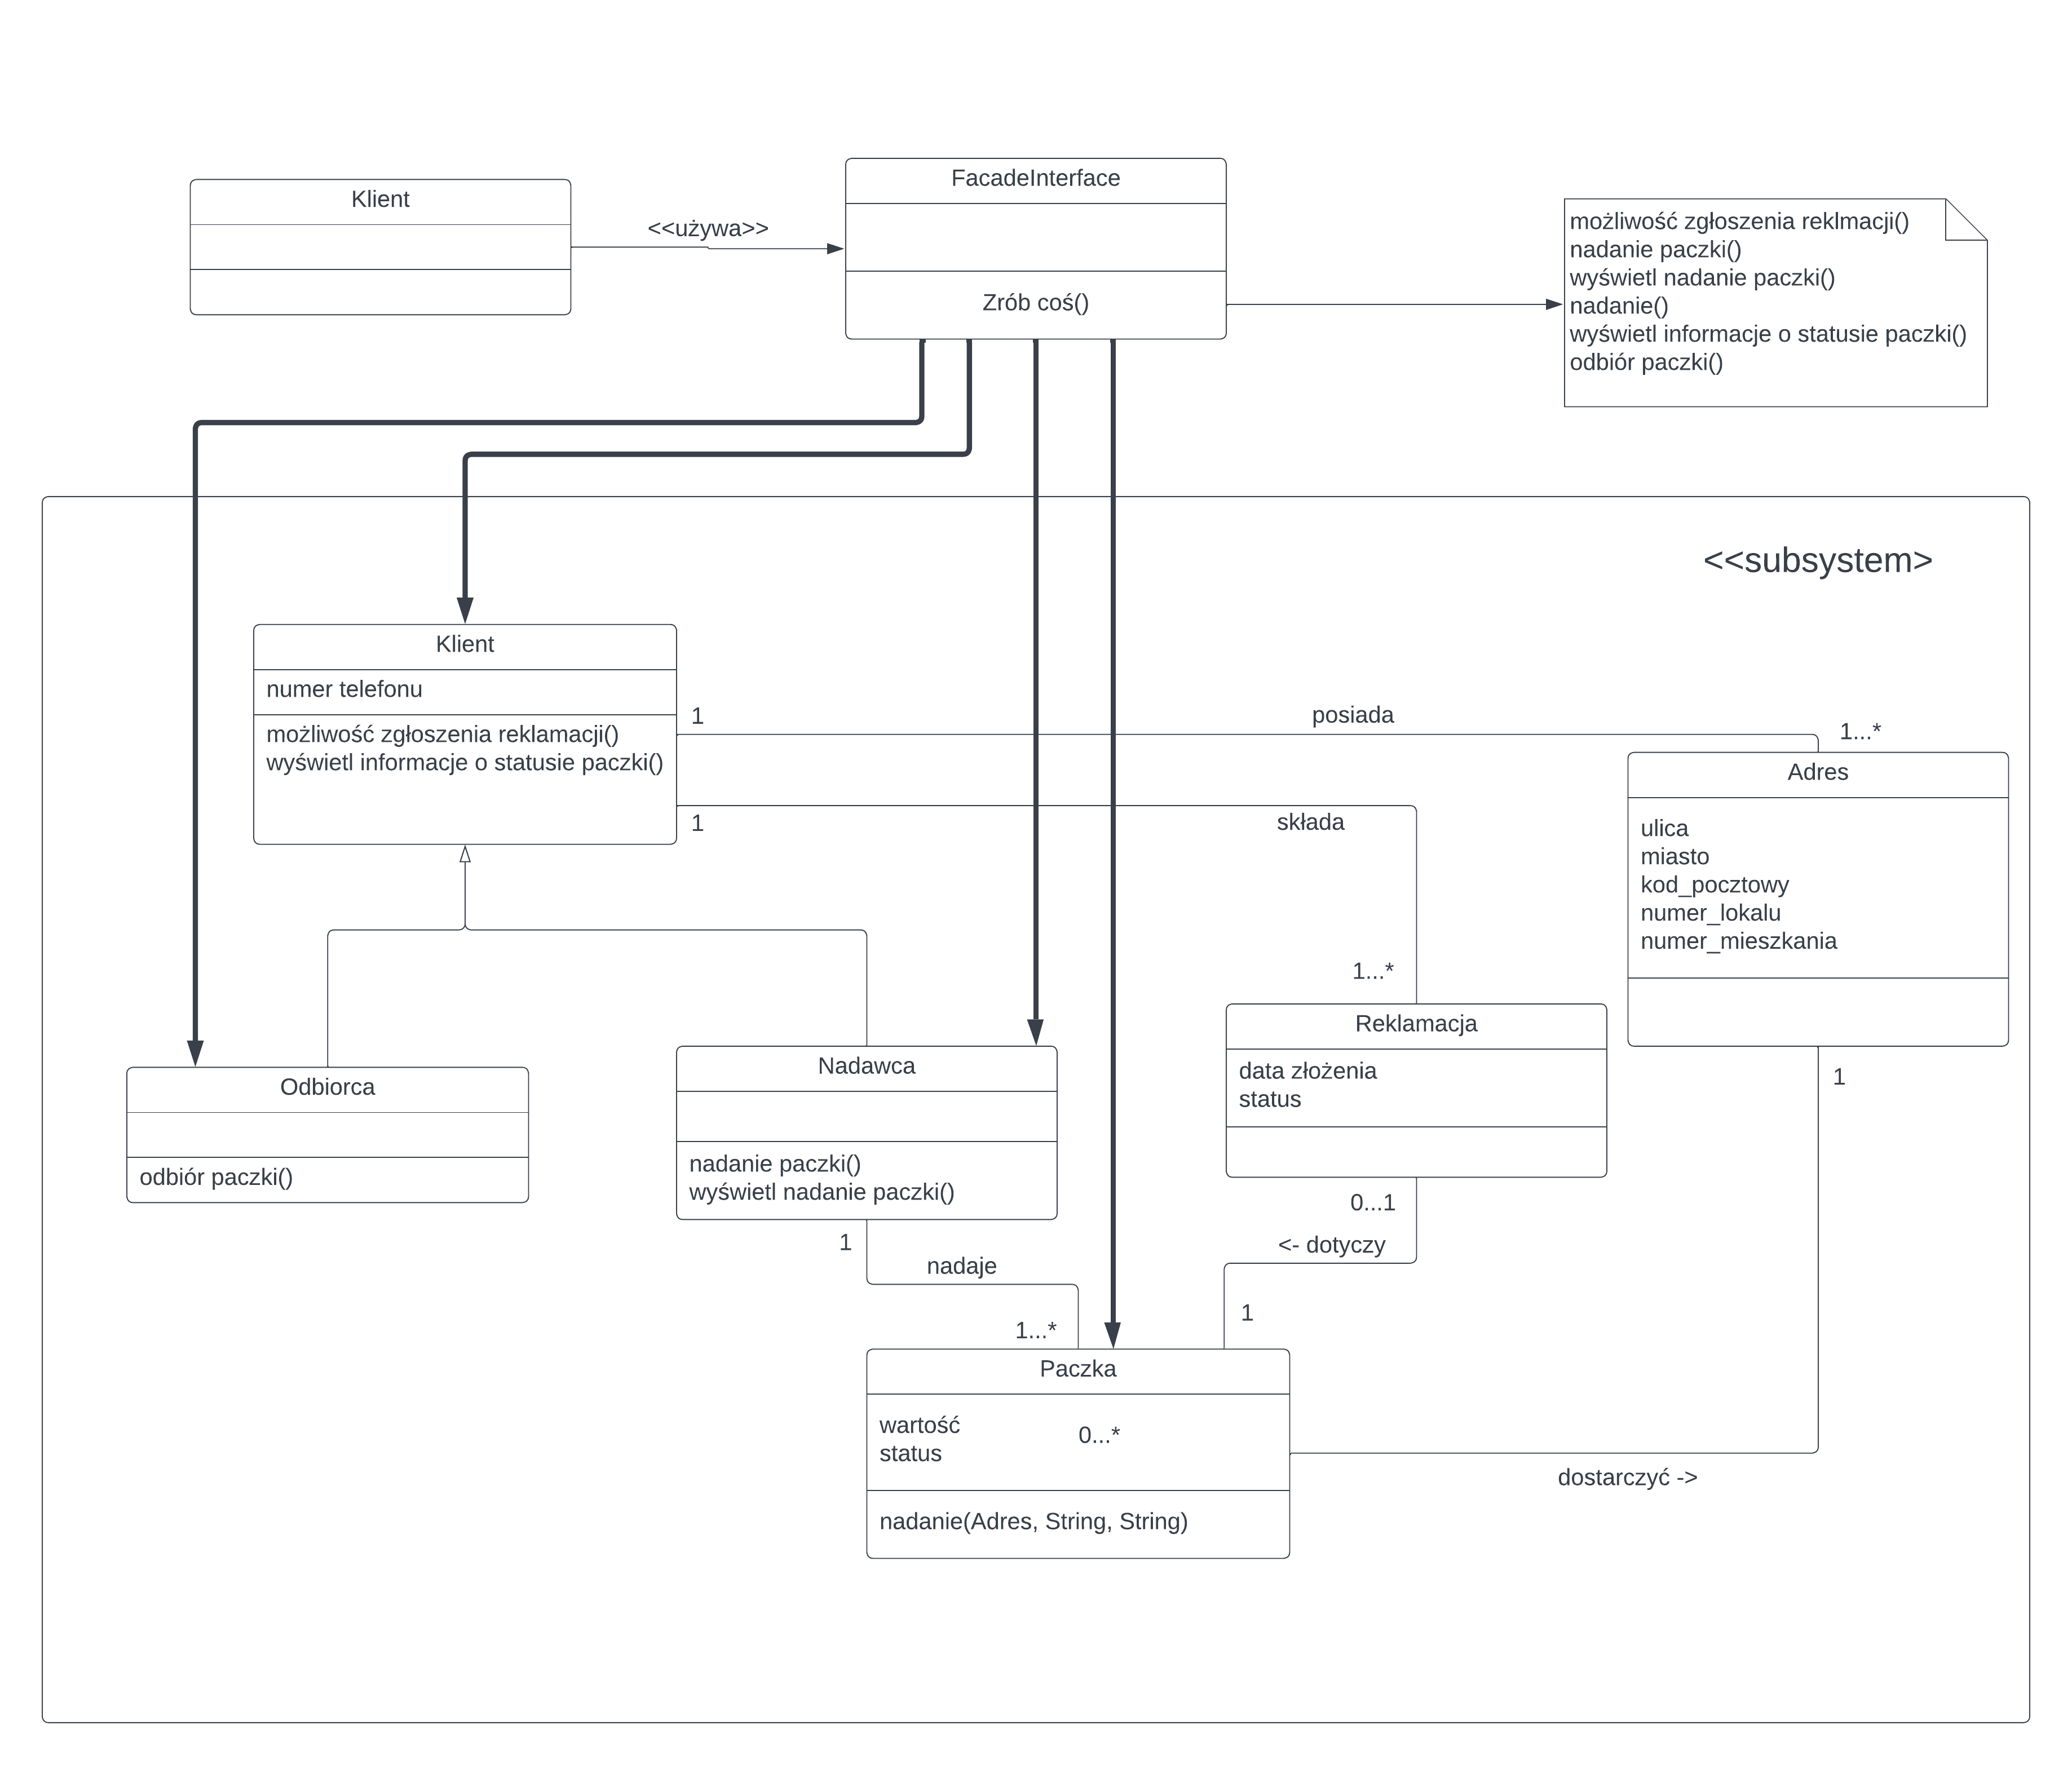 Klient
<<używa>>
FacadeInterface
Zrób coś()
możliwość zgłoszenia reklmacji()
nadanie paczki()
wyświetl nadanie paczki()
nadanie()
wyświetl informacje o statusie paczki()
odbiór paczki()
<<subsystem>
Klient
numer telefonu
możliwość zgłoszenia reklamacji()
wyświetl informacje o statusie paczki()
1
posiada
1...*
1
składa
1...*
Adres
ulica
miasto
kod_pocztowy
numer_lokalu
numer_mieszkania
1
Odbiorca
odbiór paczki()
Nadawca
nadanie paczki()
wyświetl nadanie paczki()
Reklamacja
data złożenia
status
0...1
<- dotyczy
1
1
nadaje
1...*
Paczka
wartość
status
0...*
nadanie(Adres, String, String)
dostarczyć ->